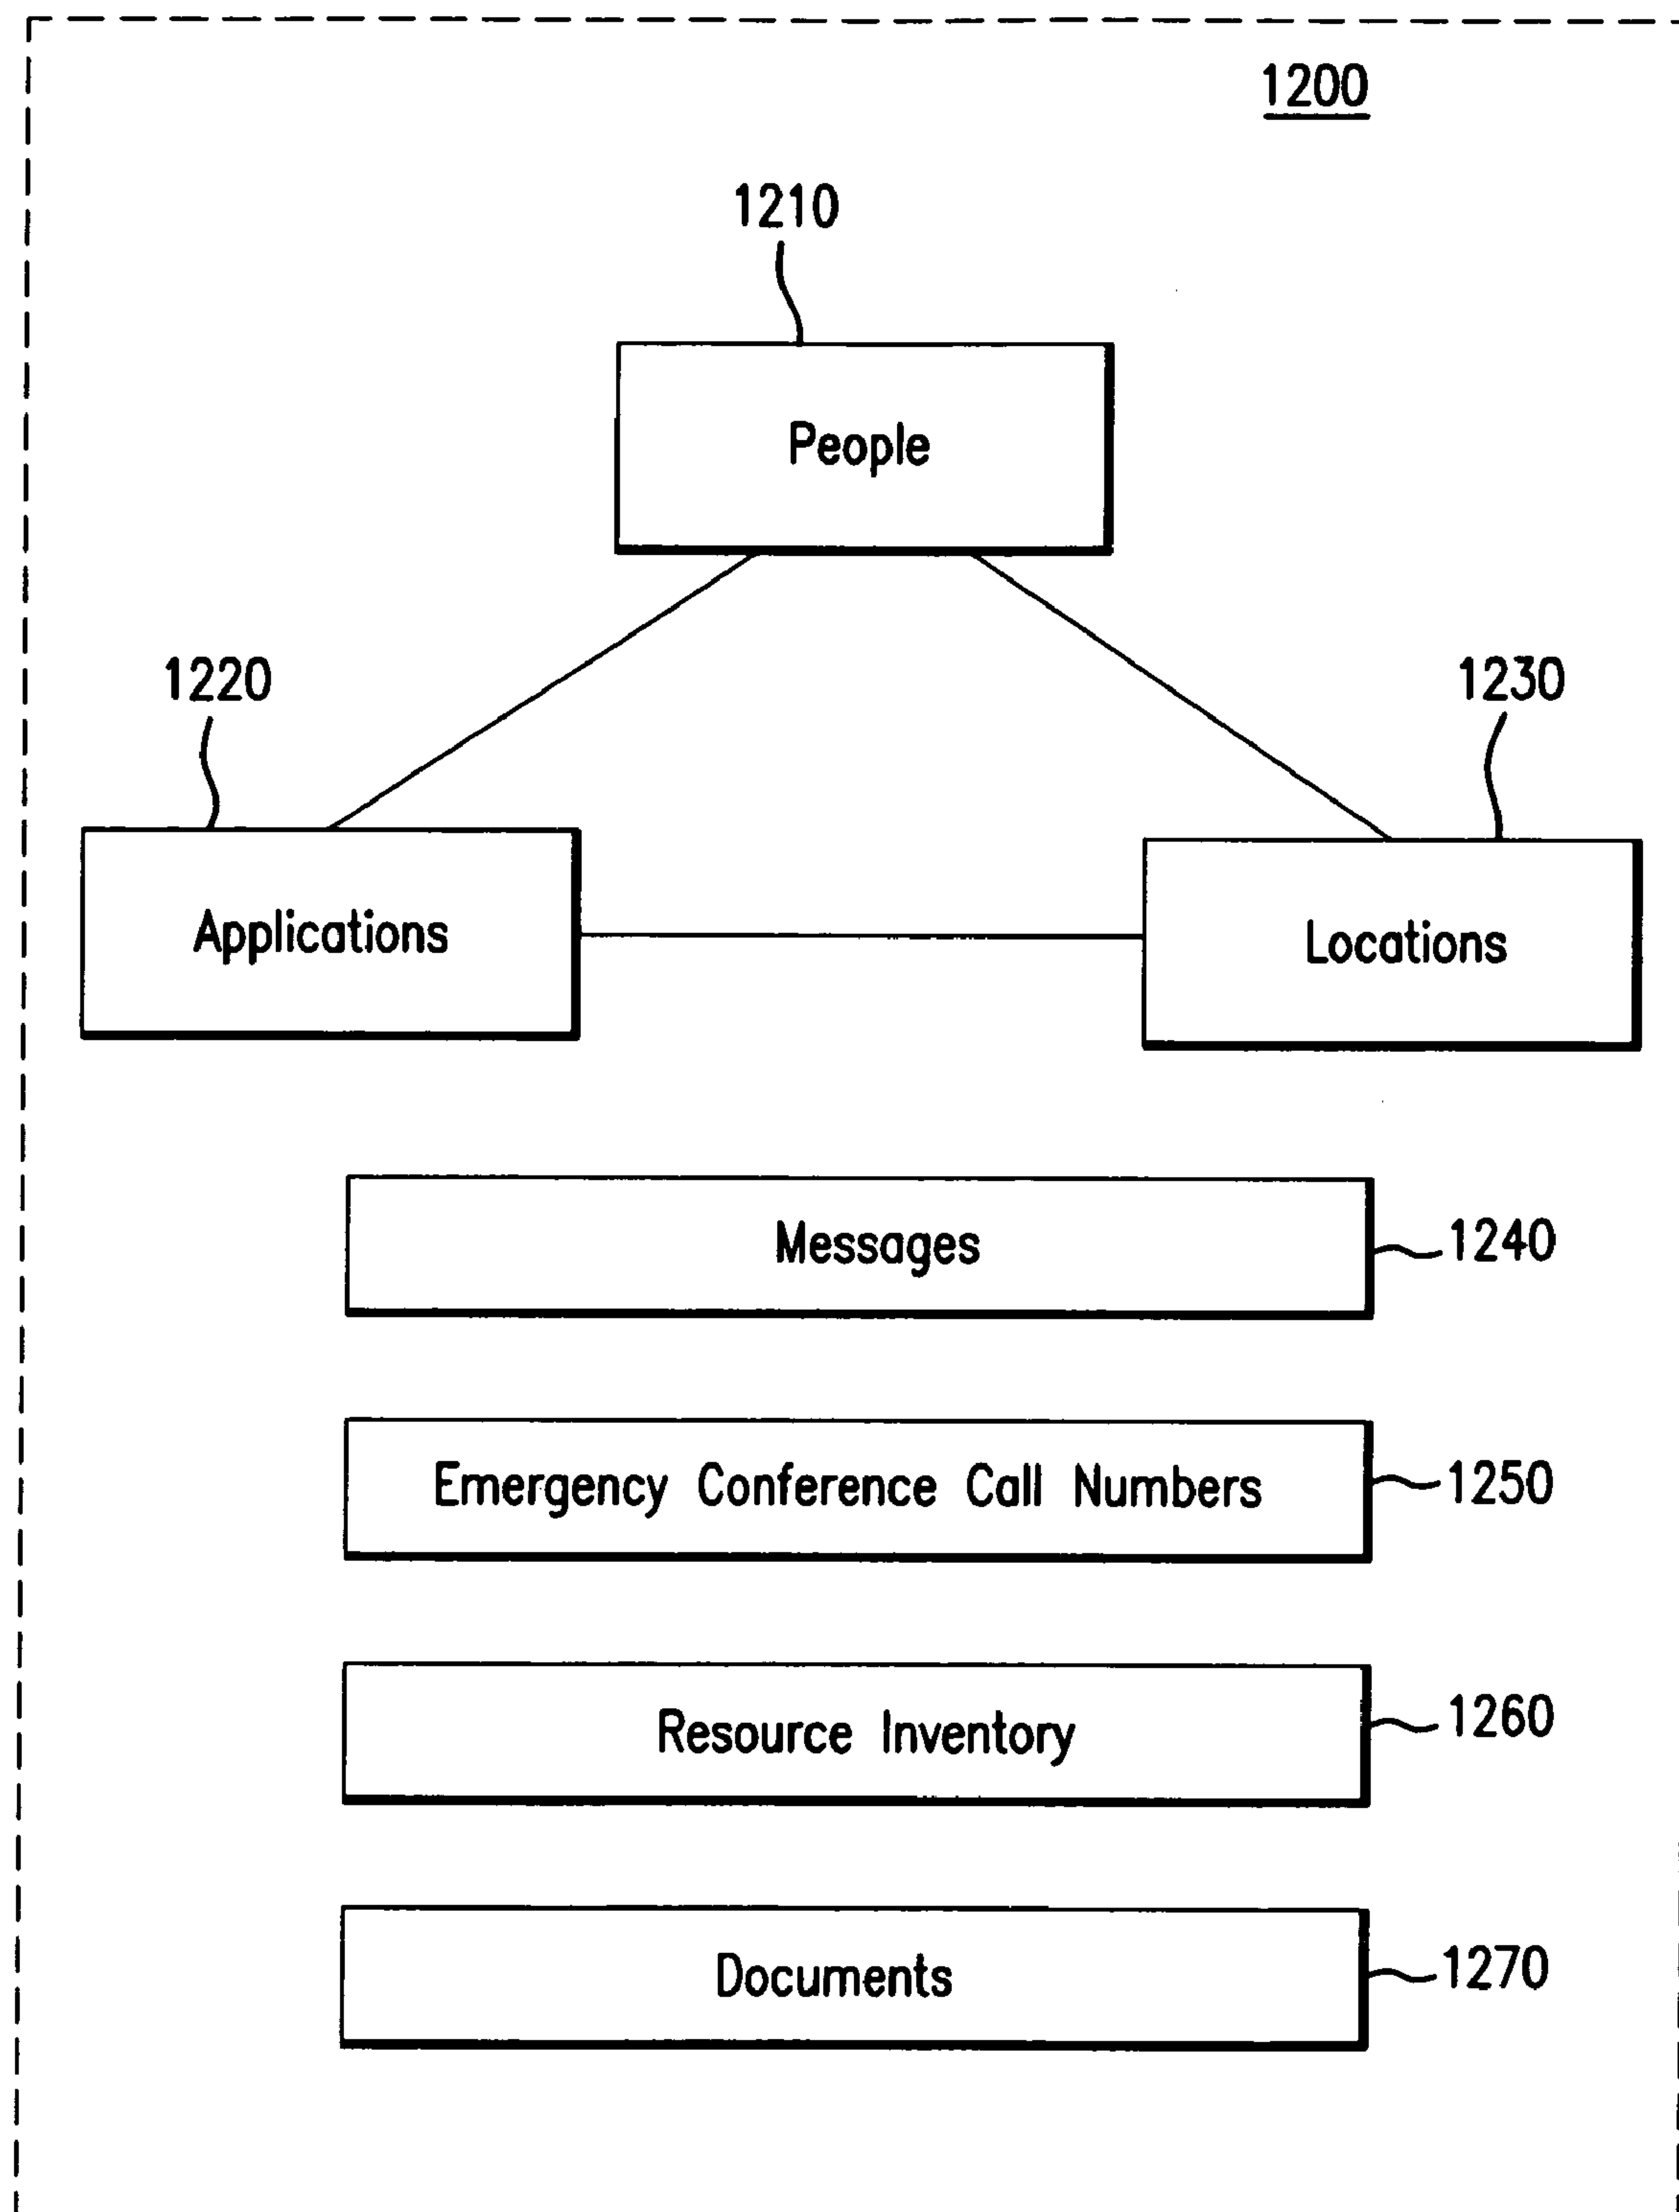 1200
1210
People
1220
1230
Applications
Locations
Messages
1240
Emergency Conference Call Numbers
1250
Resource Inventory
1260
Documents
1270